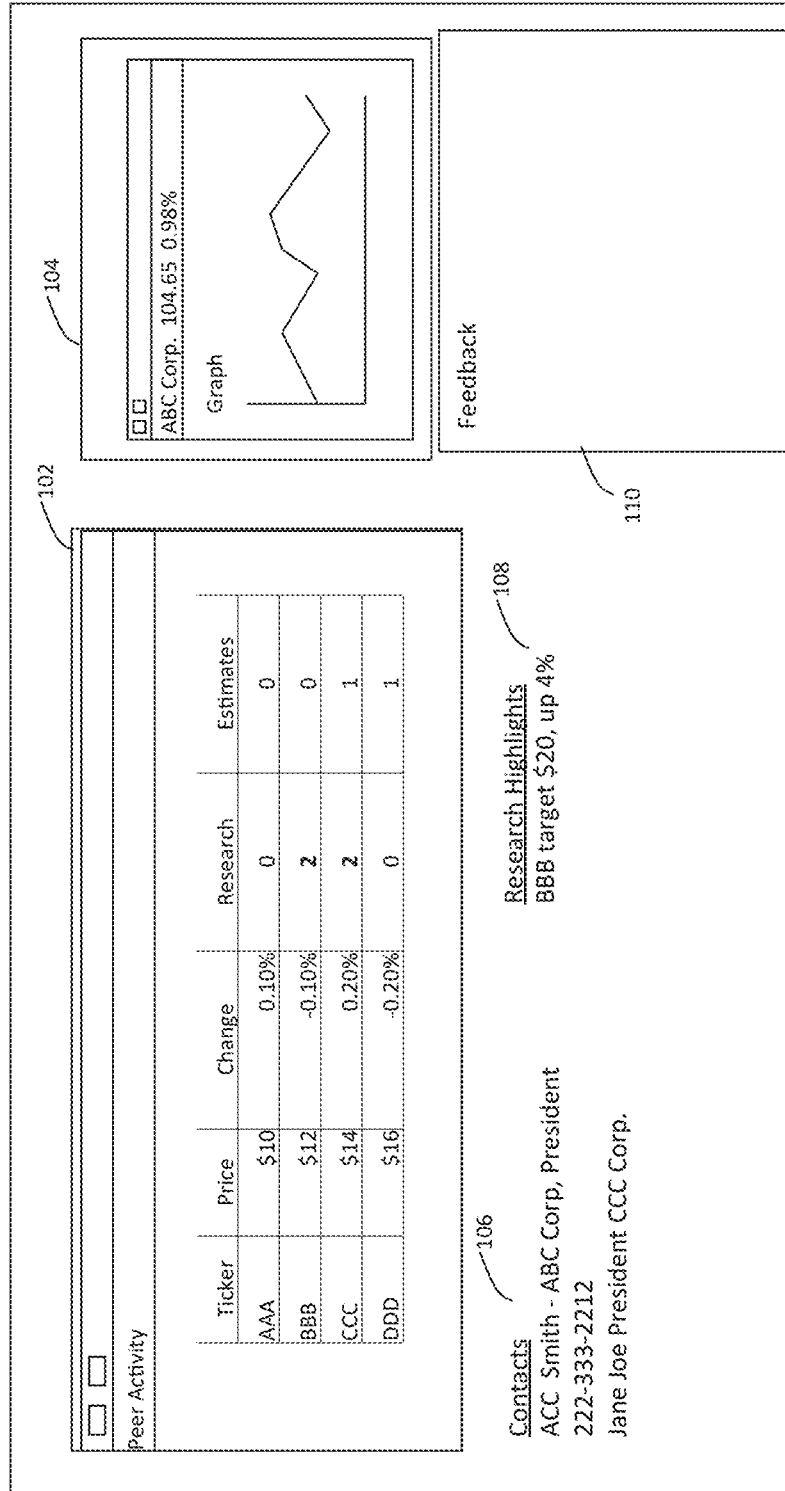 102
Peer Activity
Ticker Price Change Research Estimates
AAA $10 0.10% 0 0
BBB $12 -0.10% 2 0
CCC $14 0.20% 2 1
DDD $16 -0.20% 0 1
104
ABC Corp. 104.65 0.98%
Graph
106
Contacts
ACC Smith - ABC Corp, President
222-333-2212
Jane Joe President CCC Corp.
108
Research Highlights
BBB target $20, up 4%
110
Feedback